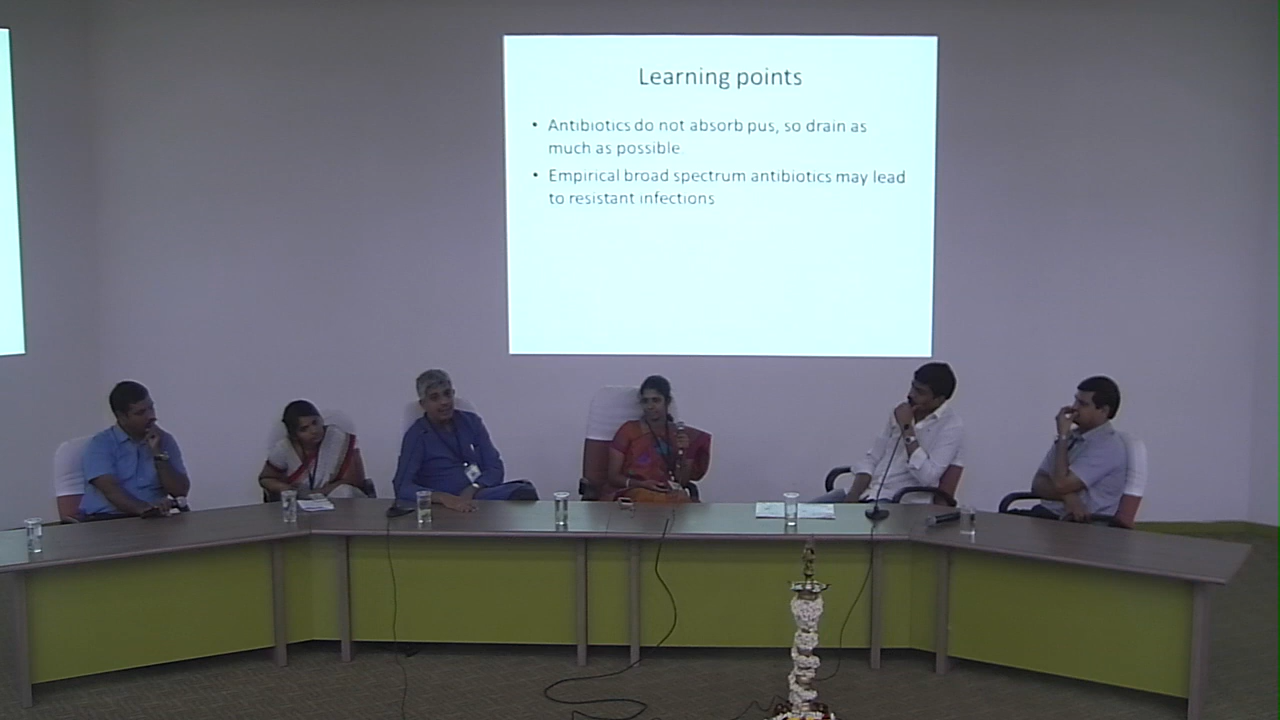 Learning points
• Antibiotics do not absorb pus, so drain as
much as possible.
• Empirical broad spectrum antibiotics may lead
to resistant infections